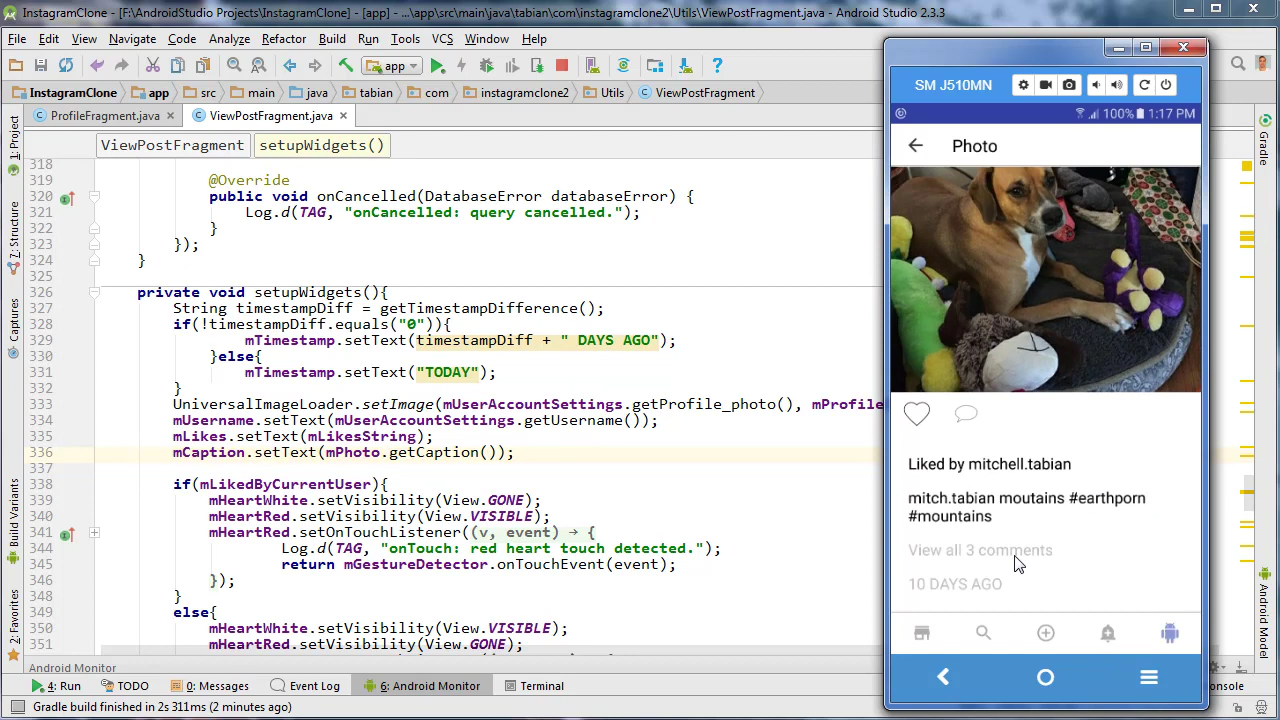 InstagramClone - [F:\AndroidStudio Projects\InstagramClone] - [app] - ...\app\src\main\java\tabian\com\instagramclone2\Utils\ViewPostFragment.java - Android Studio 2.3.3
File Edit View Navigate Code Analyze Refactor Build Run Tools VCS Window Help
app
InstagramClone app src main java tabian com instagramclone2 Utils ViewPostFragment
ProfileFragment.java ViewPostFragment.java
ViewPostFragment setupWidgets()
318
319 @Override
320 public void onCancelled(DatabaseError databaseError) {
321 Log.d(TAG, "onCancelled: query cancelled.");
322 }
323 });
324 }
325
326 private void setupWidgets(){
327 String timestampDiff = getTimestampDifference();
328 if(!timestampDiff.equals("0")){
329 mTimestamp.setText(timestampDiff + " DAYS AGO");
330 }else{
331 mTimestamp.setText("TODAY");
332 }
333 UniversalImageLoader.setImage(mUserAccountSettings.getProfile_photo(), mProfile
334 mUsername.setText(mUserAccountSettings.getUsername());
335 mLikes.setText(mLikesString);
336 mCaption.setText(mPhoto.getCaption());
337
338 if(mLikedByCurrentUser){
339 mHeartWhite.setVisibility(View.GONE);
340 mHeartRed.setVisibility(View.VISIBLE);
341 mHeartRed.setOnTouchListener((v, event) → {
344 Log.d(TAG, "onTouch: red heart touch detected.");
345 return mGestureDetector.onTouchEvent(event);
346 });
348 }
349 else{
350 mHeartWhite.setVisibility(View.VISIBLE);
351 mHeartRed.setVisibility(View.GONE);
1: Project
7: Structure
Captures
Build Variants
2: Favorites
Gradle
Android Model
SM J510MN
100% 1:17 PM
Photo
Liked by mitchell.tabian
mitch.tabian moutains #earthporn
#mountains
View all 3 comments
10 DAYS AGO
Android Monitor
4: Run TODO 0: Messages Event Log 6: Android Monitor Terminal
Gradle build finished in 2s 311ms (2 minutes ago)